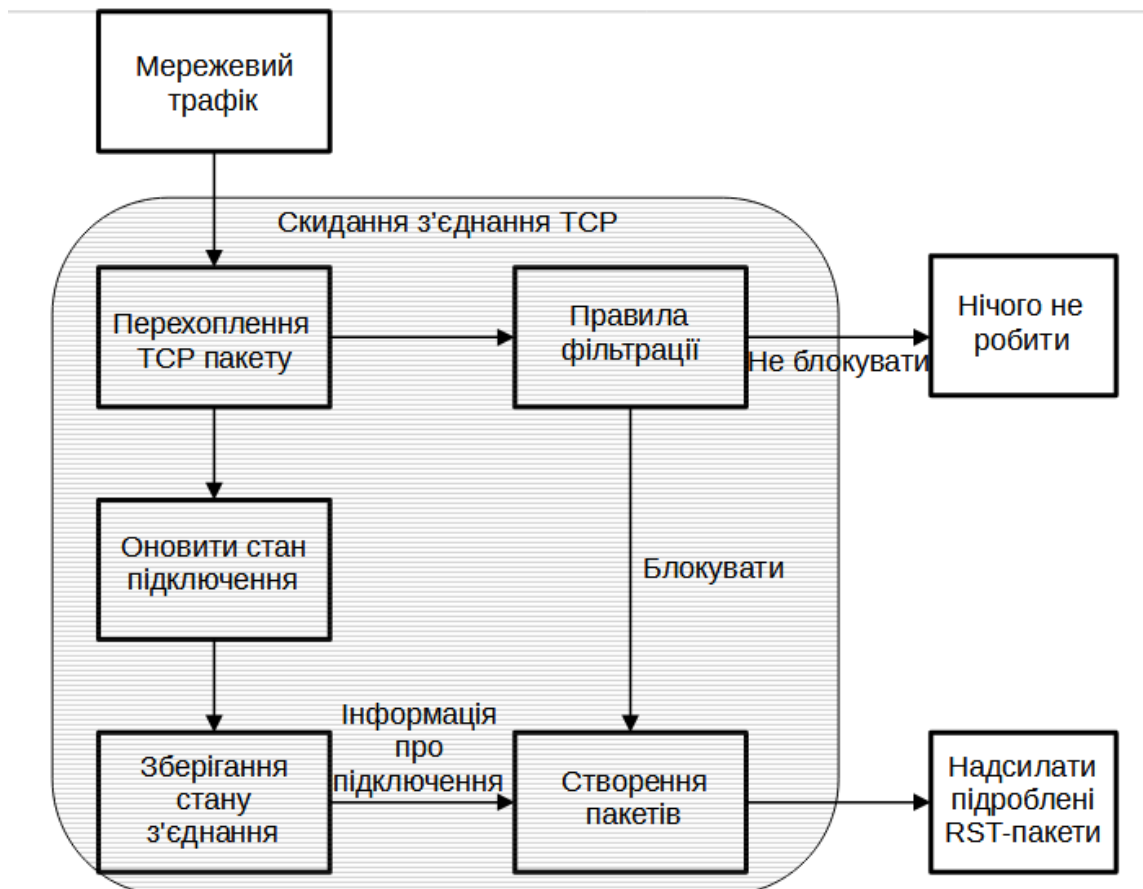 Мережевий
трафік
Скидання з'єднання TCP
Перехоплення
TCP пакету
Правила
фільтрації
Не блокувати
Нічого не
робити
Оновити стан
підключення
Блокувати
Зберігання
стану
з'єднання
Інформація
про
підключення
Створення
пакетів
Надсилати
підроблені
RST-пакети